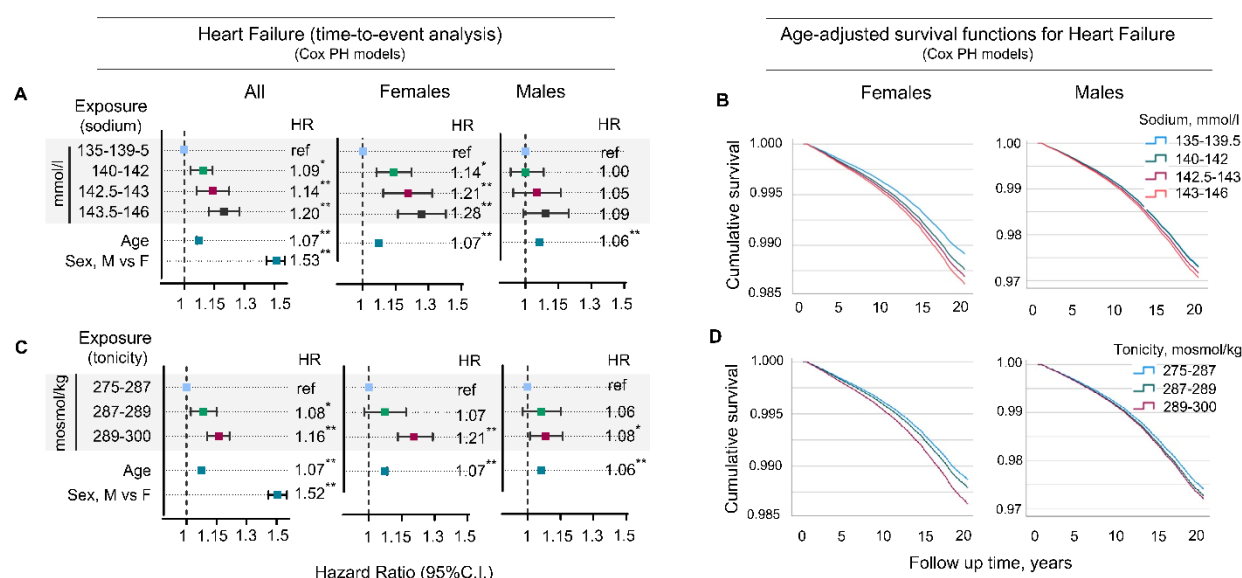 Heart Failure (time-to-event analysis)
(Cox PH models)
Age-adjusted survival functions for Heart Failure
(Cox PH models)
A
Exposure
(sodium)
All
Females
Males
HR
HR
HR
mmol/l
135-139-5
ref
ref
ref
140-142
1.09*
1.14*
1.00
142.5-143
1.14**
1.21**
1.05
143.5-146
1.20**
1.28**
1.09
Age
1.07**
1.07**
1.06**
Sex, M vs F
1.53**
1 1.15 1.3 1.5
1 1.15 1.3 1.5
1 1.15 1.3 1.5
B
Females
Males
Cumulative survival
1.000
0.995
0.990
0.985
0 5 10 15 20
1.00
0.99
0.98
0.97
0 5 10 15 20
Sodium, mmol/l
135-139.5
140-142
142.5-143
143-146
C
Exposure
(tonicity)
HR
HR
HR
mosmol/kg
275-287
ref
ref
ref
287-289
1.08*
1.07
1.06
289-300
1.16**
1.21**
1.08*
Age
1.07**
1.07**
1.06**
Sex, M vs F
1.52**
1 1.15 1.3 1.5
1 1.15 1.3 1.5
1 1.15 1.3 1.5
Hazard Ratio (95%C.I.)
D
Cumulative survival
1.000
0.995
0.990
0.985
0 5 10 15 20
1.00
0.99
0.98
0.97
0 5 10 15 20
Tonicity, mosmol/kg
275-287
287-289
289-300
Follow up time, years